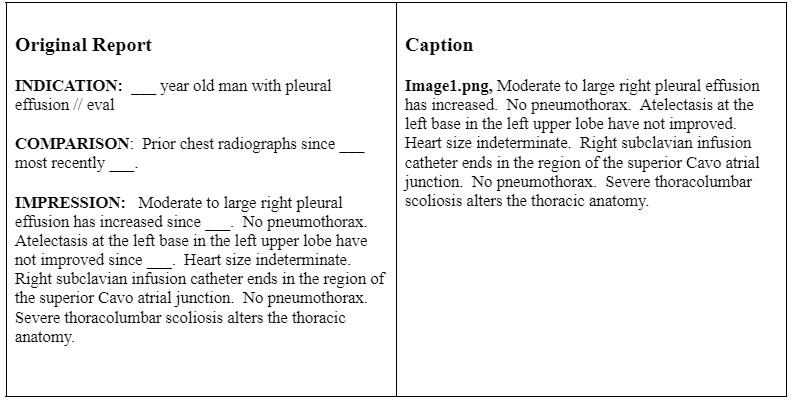 Original Report
INDICATION: ___ year old man with pleural
effusion // eval
COMPARISON: Prior chest radiographs since ___
most recently ___.
IMPRESSION: Moderate to large right pleural
effusion has increased since ___. No pneumothorax.
Atelectasis at the left base in the left upper lobe have
not improved since ___. Heart size indeterminate.
Right subclavian infusion catheter ends in the region of
the superior Cavo atrial junction. No pneumothorax.
Severe thoracolumbar scoliosis alters the thoracic
anatomy.
Caption
Image1.png, Moderate to large right pleural effusion
has increased. No pneumothorax. Atelectasis at the
left base in the left upper lobe have not improved.
Heart size indeterminate. Right subclavian infusion
catheter ends in the region of the superior Cavo atrial
junction. No pneumothorax. Severe thoracolumbar
scoliosis alters the thoracic anatomy.